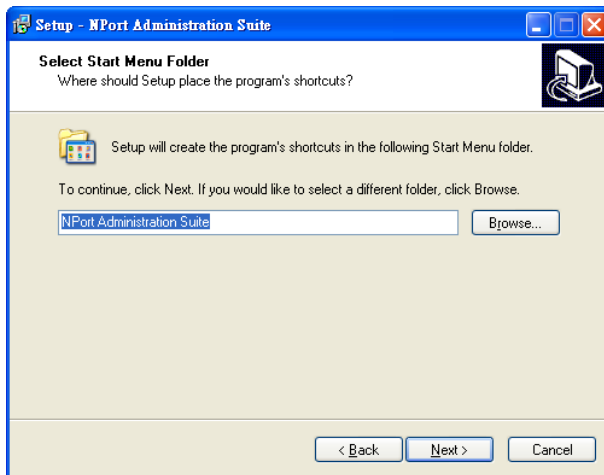 Setup - NPort Administration Suite
Select Start Menu Folder
Where should Setup place the program's shortcuts?
Setup will create the program's shortcuts in the following Start Menu folder.
To continue, click Next. If you would like to select a different folder, click Browse.
NPort Administration Suite
Browse...
< Back
Next >
Cancel